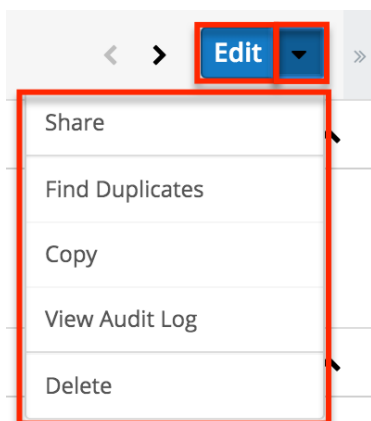 Edit
Share
Find Duplicates
Copy
View Audit Log
Delete